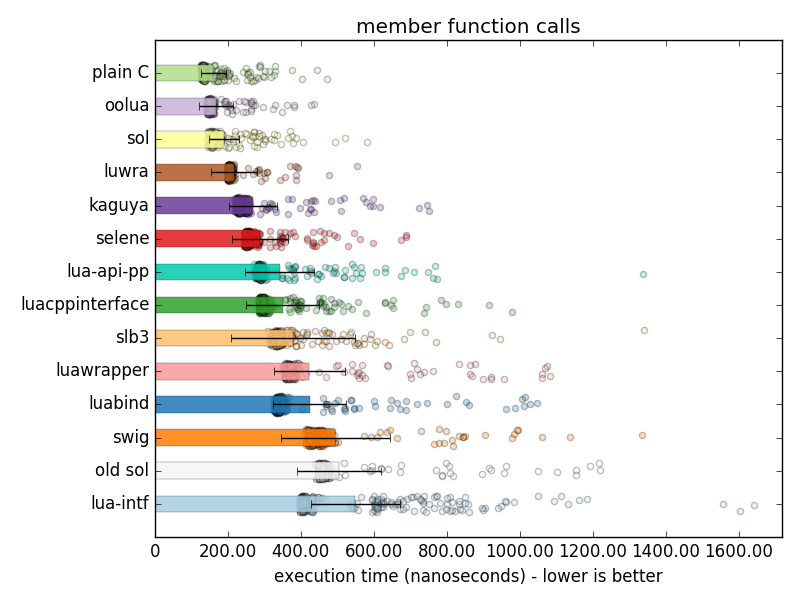 member function calls
plain C
oolua
sol
luwra
kaguya
selene
lua-api-pp
luacppinterface
slb3
luawrapper
luabind
swig
old sol
lua-intf
0 200.00 400.00 600.00 800.00 1000.00 1200.00 1400.00 1600.00
execution time (nanoseconds) - lower is better